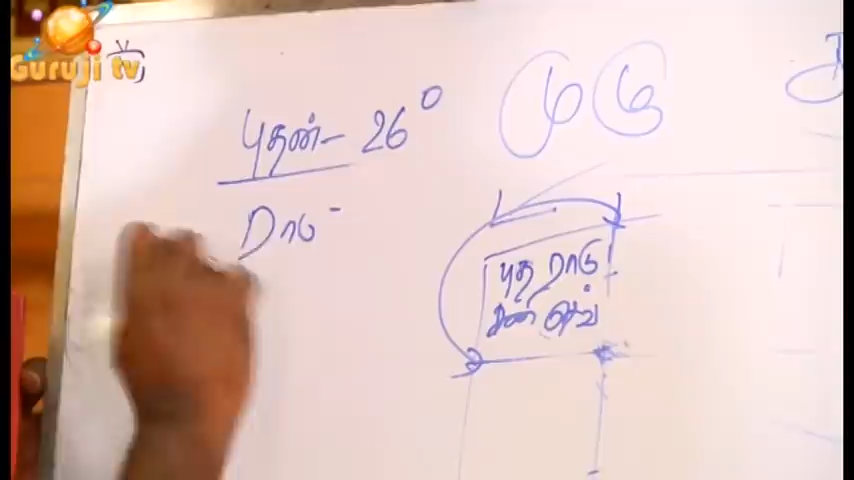 Guruji tv
புதன் - 26°
ராகு -
முரு
புத ராகு
சனி செவ்